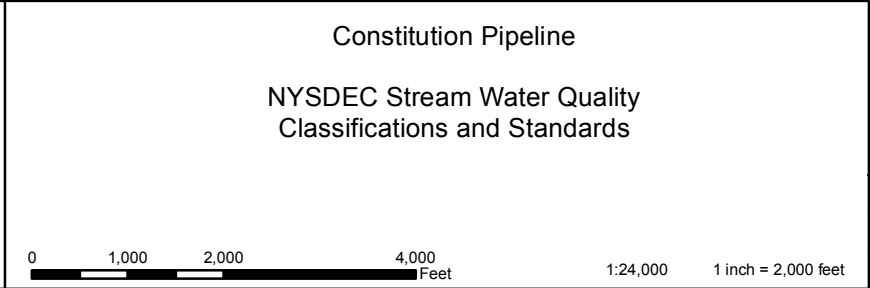 Constitution Pipeline
NYSDEC Stream Water Quality
Classifications and Standards
0 1,000 2,000 4,000
Feet
1:24,000 1 inch = 2,000 feet